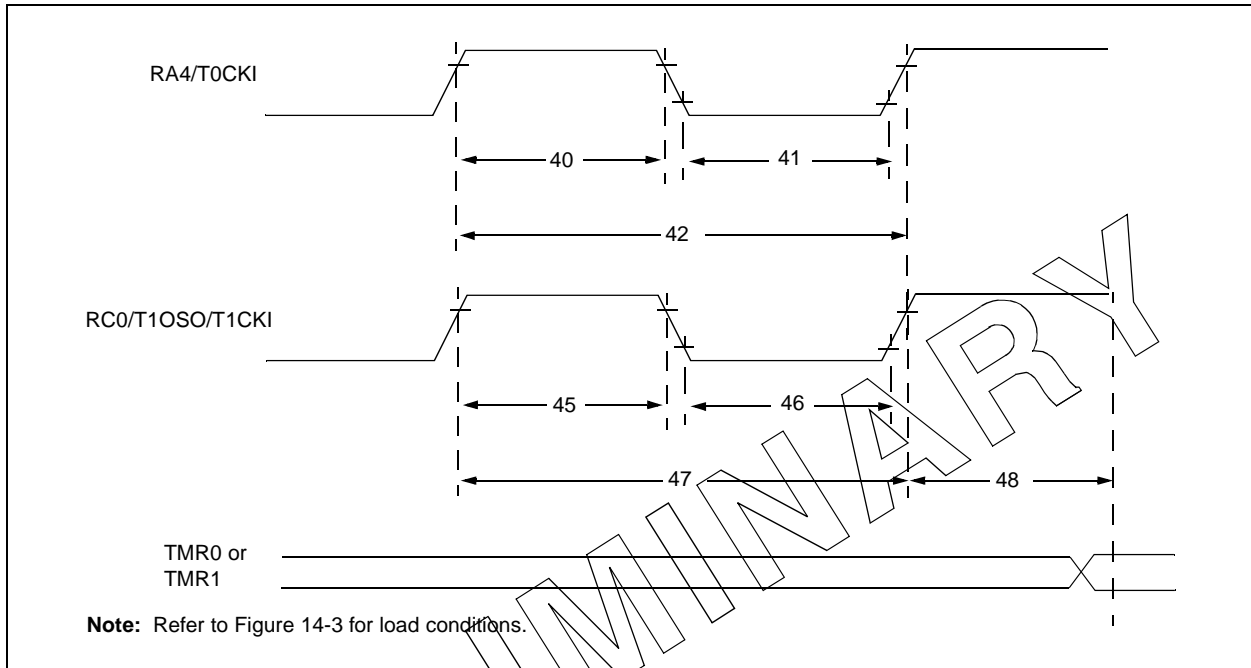 RA4/T0CKI
40
41
42
RC0/T1OSO/T1CKI
45
46
47
48
TMR0 or
TMR1
Note: Refer to Figure 14-3 for load conditions.
IMINARY